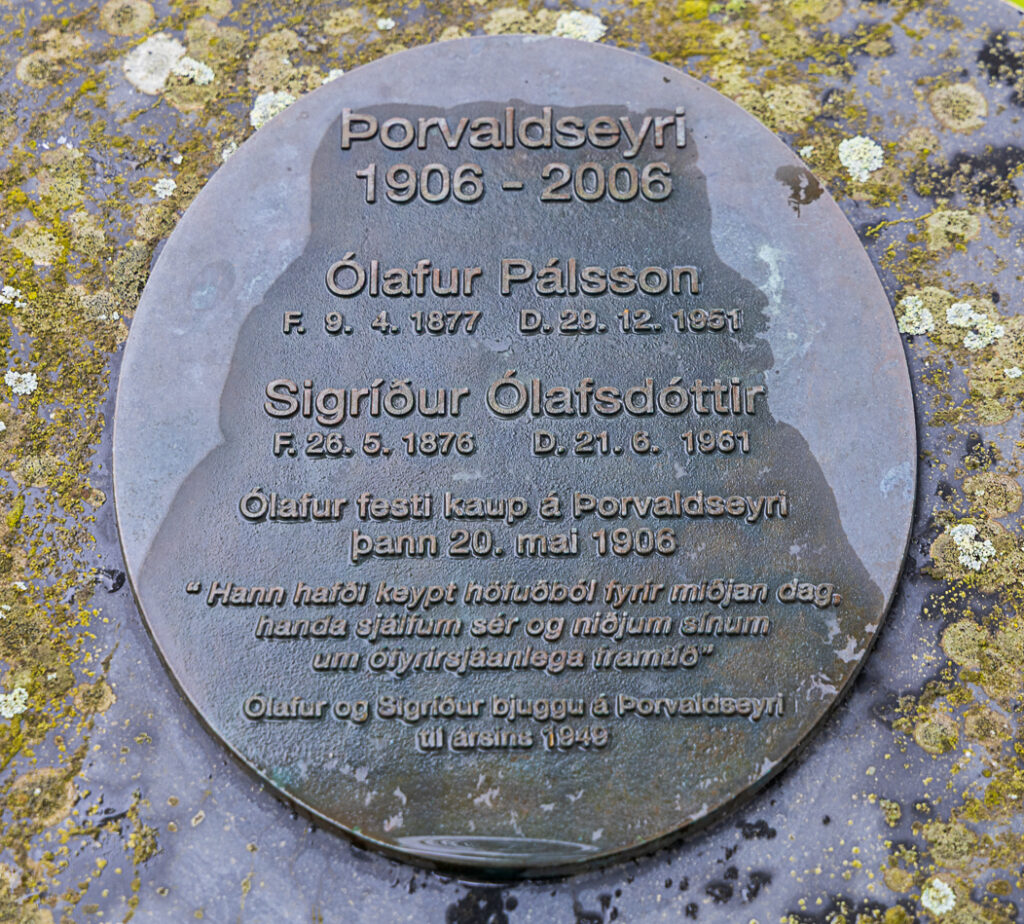 Þorvaldseyri
1906 - 2006
Ólafur Pálsson
F. 9. 4. 1877 D. 29. 12. 1951
Sigríður Ólafsdóttir
F. 26. 5. 1876 D. 21. 6. 1961
Ólafur festi kaup á Þorvaldseyri
þann 20. mai 1906
“ Hann hafði keypt höfuðból fyrir miðjan dag,
handa sjálfum sér og niðjum sínum
um ófyrirsjáanlega framtíð”
Ólafur og Sigríður bjuggu á Þorvaldseyri
til ársins 1949